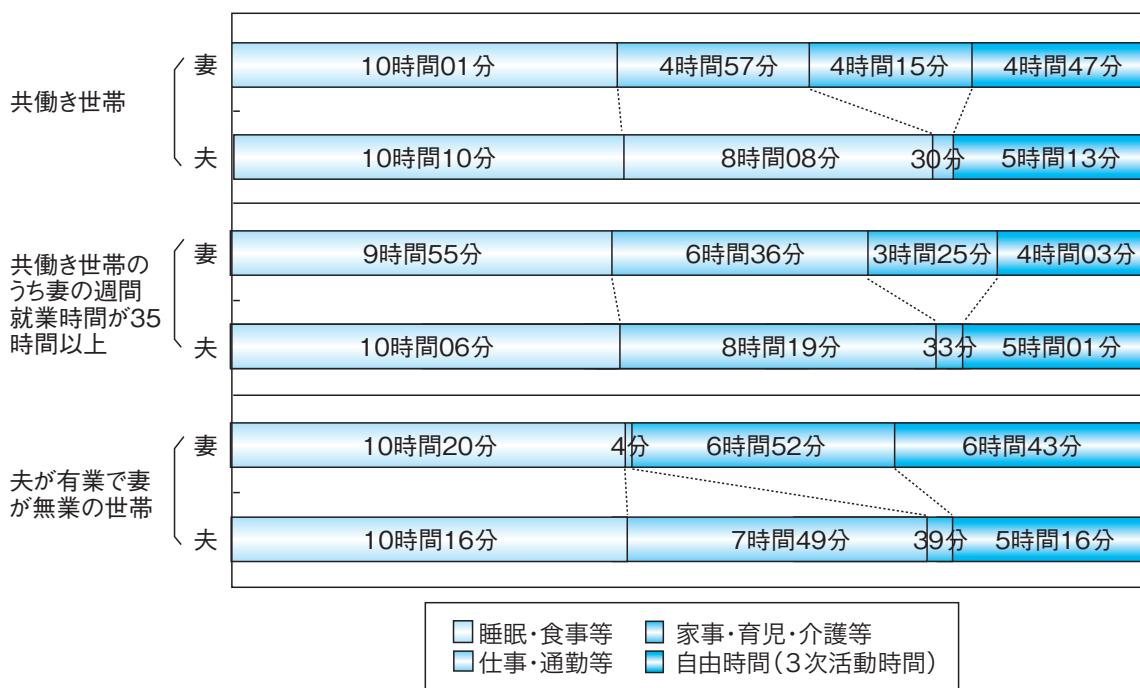 共働き世帯
妻
10時間01分 4時間57分 4時間15分 4時間47分
夫
10時間10分 8時間08分 30分 5時間13分
共働き世帯の
うち妻の週間
就業時間が35
時間以上
妻
9時間55分 6時間36分 3時間25分 4時間03分
夫
10時間06分 8時間19分 33分 5時間01分
夫が有業で妻
が無業の世帯
妻
10時間20分 4分 6時間52分 6時間43分
夫
10時間16分 7時間49分 39分 5時間16分
睡眠・食事等 家事・育児・介護等
仕事・通勤等 自由時間(3次活動時間)